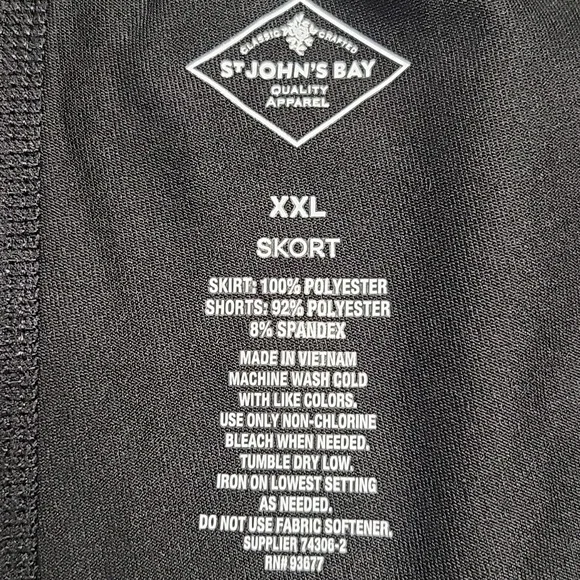 CLASSIC CRAFTED
ST JOHN'S BAY
QUALITY
APPAREL
XXL
SKORT
SKIRT: 100% POLYESTER
SHORTS: 92% POLYESTER
8% SPANDEX
MADE IN VIETNAM
MACHINE WASH COLD
WITH LIKE COLORS.
USE ONLY NON-CHLORINE
BLEACH WHEN NEEDED.
TUMBLE DRY LOW.
IRON ON LOWEST SETTING
AS NEEDED.
DO NOT USE FABRIC SOFTENER.
SUPPLIER 74306-2
RN# 93677